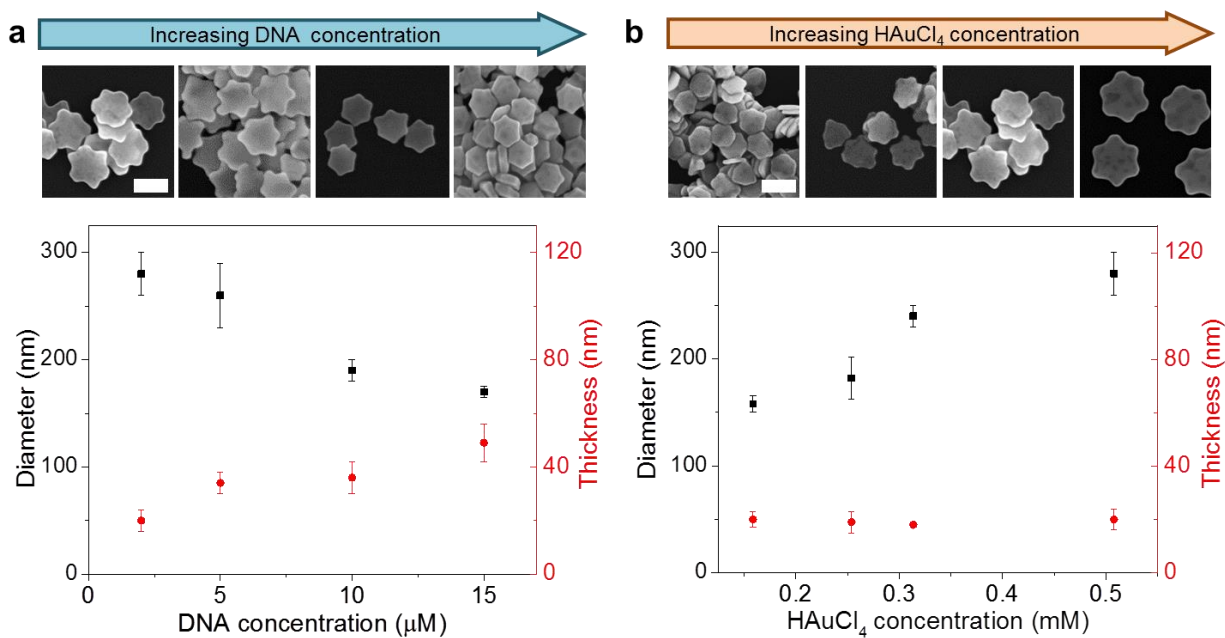 a
Increasing DNA concentration
300
200
100
0
Diameter (nm)
120
80
40
0
Thickness (nm)
0
5
10
15
DNA concentration (μM)
b
Increasing HAuCl₄ concentration
300
200
100
0
Diameter (nm)
120
80
40
0
Thickness (nm)
0.2
0.3
0.4
0.5
HAuCl₄ concentration (mM)